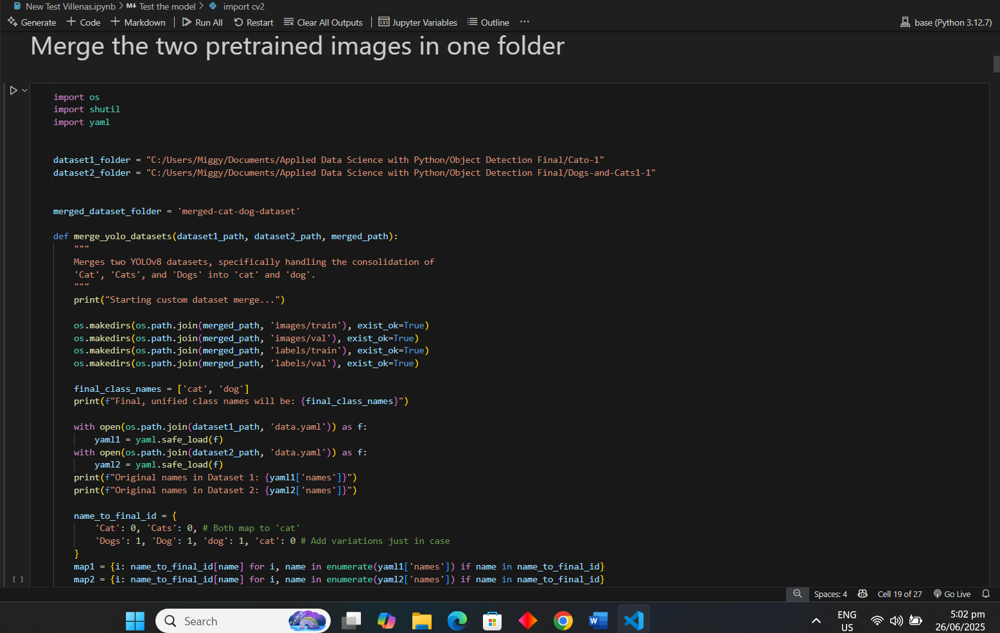 New Test Villenas.ipynb > M↓ Test the model > import cv2
Generate + Code + Markdown | Run All Restart Clear All Outputs | Jupyter Variables Outline ... base (Python 3.12.7)
Merge the two pretrained images in one folder
import os
import shutil
import yaml
dataset1_folder = "C:/Users/Miggy/Documents/Applied Data Science with Python/Object Detection Final/Cato-1"
dataset2_folder = "C:/Users/Miggy/Documents/Applied Data Science with Python/Object Detection Final/Dogs-and-Cats1-1"
merged_dataset_folder = 'merged-cat-dog-dataset'
def merge_yolo_datasets(dataset1_path, dataset2_path, merged_path):
    """
    Merges two YOLOv8 datasets, specifically handling the consolidation of
    'Cat', 'Cats', and 'Dogs' into 'cat' and 'dog'.
    """
    print("Starting custom dataset merge...")
    os.makedirs(os.path.join(merged_path, 'images/train'), exist_ok=True)
    os.makedirs(os.path.join(merged_path, 'images/val'), exist_ok=True)
    os.makedirs(os.path.join(merged_path, 'labels/train'), exist_ok=True)
    os.makedirs(os.path.join(merged_path, 'labels/val'), exist_ok=True)
    final_class_names = ['cat', 'dog']
    print(f"Final, unified class names will be: {final_class_names}")
    with open(os.path.join(dataset1_path, 'data.yaml')) as f:
        yaml1 = yaml.safe_load(f)
    with open(os.path.join(dataset2_path, 'data.yaml')) as f:
        yaml2 = yaml.safe_load(f)
    print(f"Original names in Dataset 1: {yaml1['names']}")
    print(f"Original names in Dataset 2: {yaml2['names']}")
    name_to_final_id = {
        'Cat': 0, 'Cats': 0, # Both map to 'cat'
        'Dogs': 1, 'Dog': 1, 'dog': 1, 'cat': 0 # Add variations just in case
    }
    map1 = {i: name_to_final_id[name] for i, name in enumerate(yaml1['names']) if name in name_to_final_id}
    map2 = {i: name_to_final_id[name] for i, name in enumerate(yaml2['names']) if name in name_to_final_id}
[ ]
Spaces: 4 Cell 19 of 27 Go Live
Search
ENG
US
5:02 pm
26/06/2025